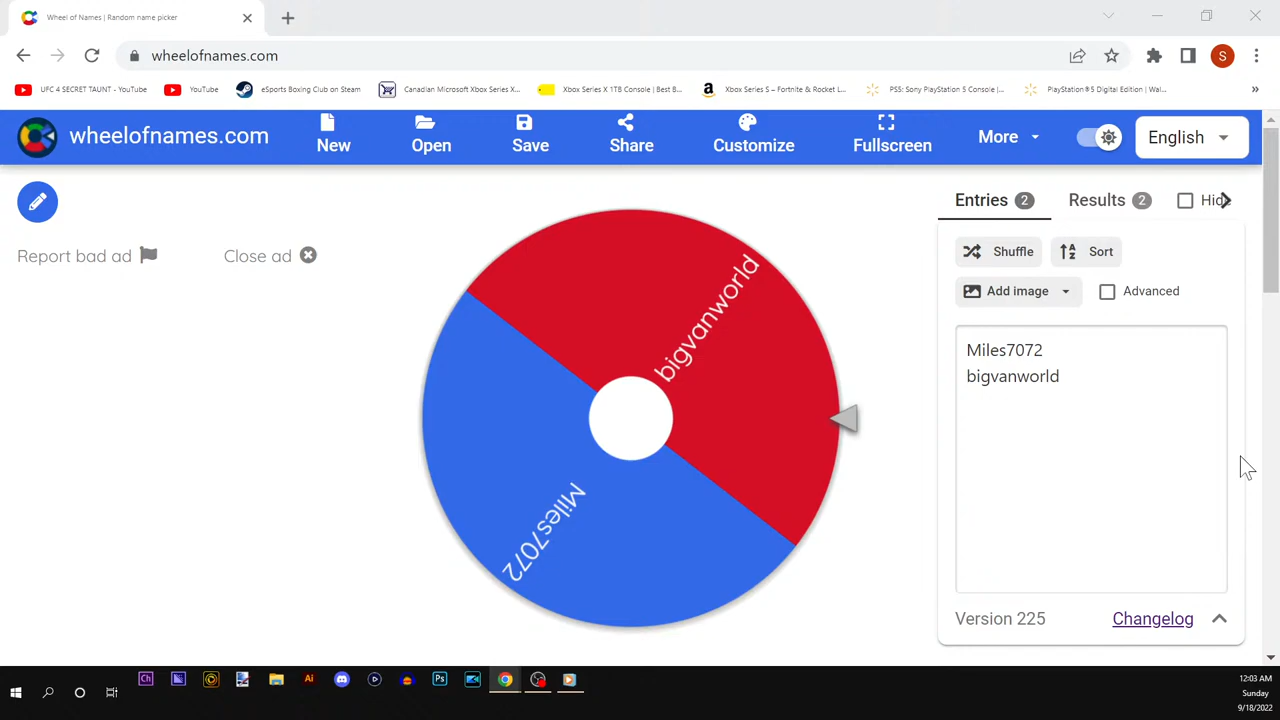 Wheel of Names | Random name picker
wheelofnames.com
UFC 4 SECRET TAUNT - YouTube
YouTube
eSports Boxing Club on Steam
Canadian Microsoft Xbox Series X...
Xbox Series X 1TB Console | Best B...
Xbox Series S – Fortnite & Rocket L...
PS5: Sony PlayStation 5 Console |...
PlayStation®5 Digital Edition | Wal...
S
wheelofnames.com
New
Open
Save
Share
Customize
Fullscreen
More
English
Report bad ad
Close ad
bigvanworld
Miles7072
Entries 2
Results 2
Hide
Shuffle
Sort
Add image
Advanced
Miles7072
bigvanworld
Version 225
Changelog
Ch
Ai
Ps
12:03 AM
Sunday
9/18/2022